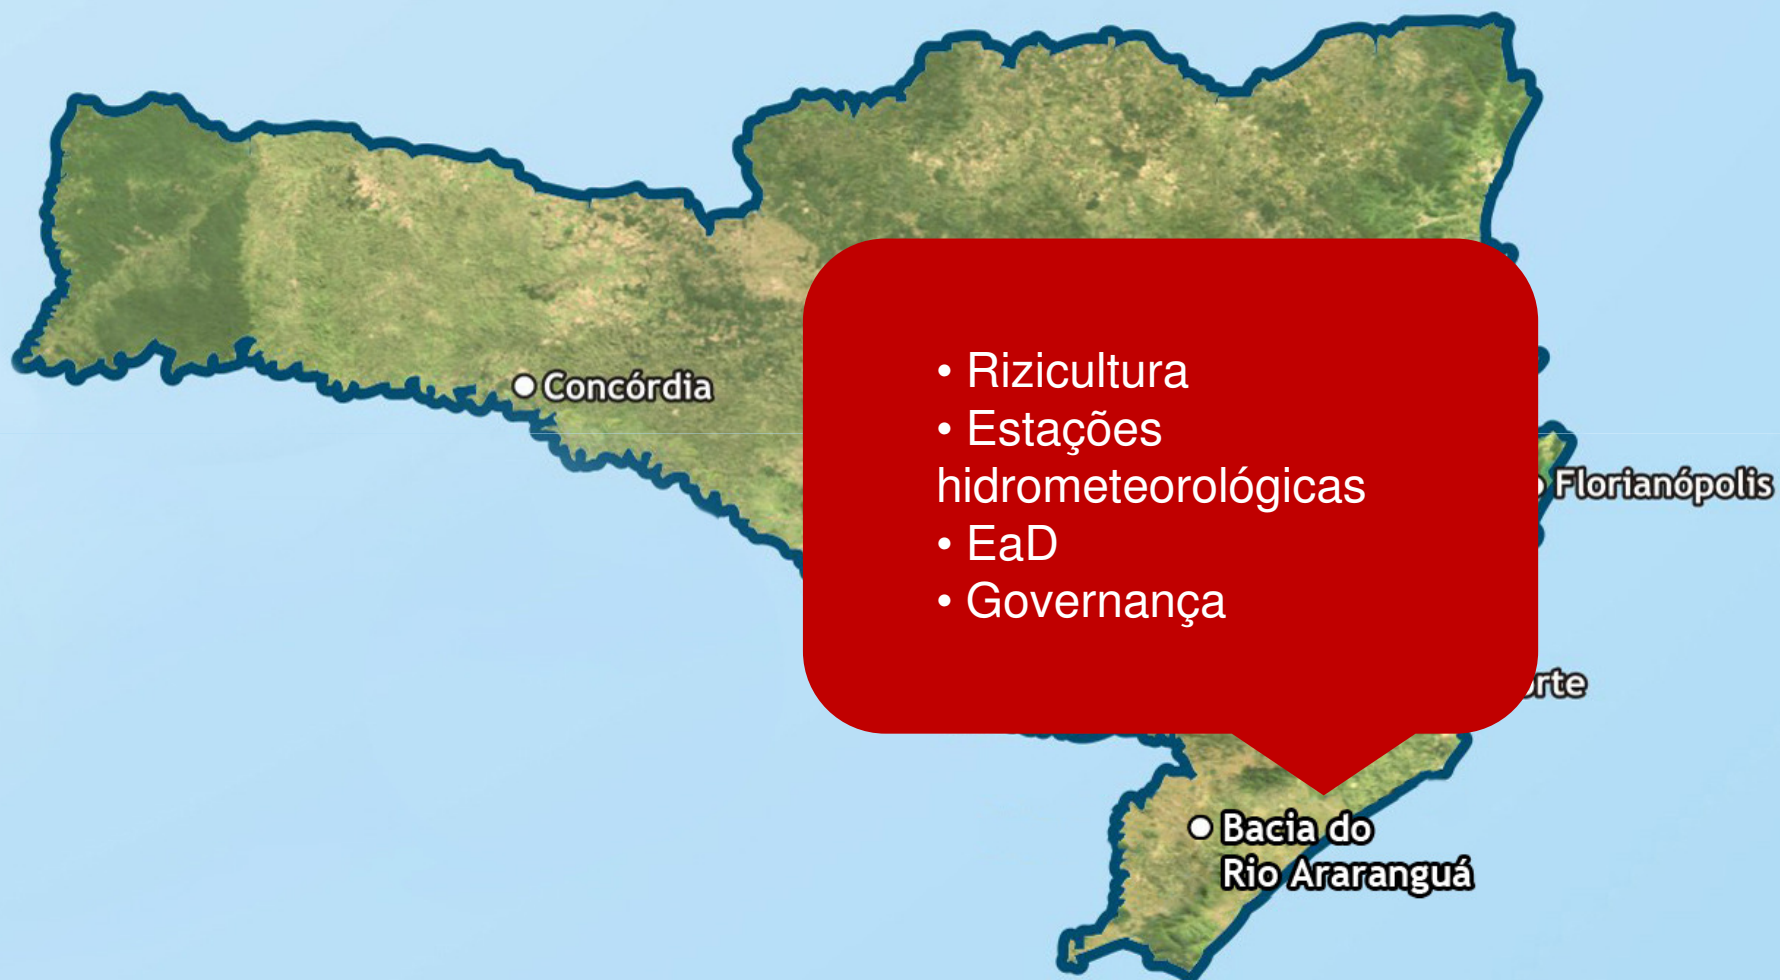 Concórdia
• Rizicultura
• Estações
hidrometeorológicas
• EaD
• Governança
Florianópolis
Bacia do
Rio Araranguá